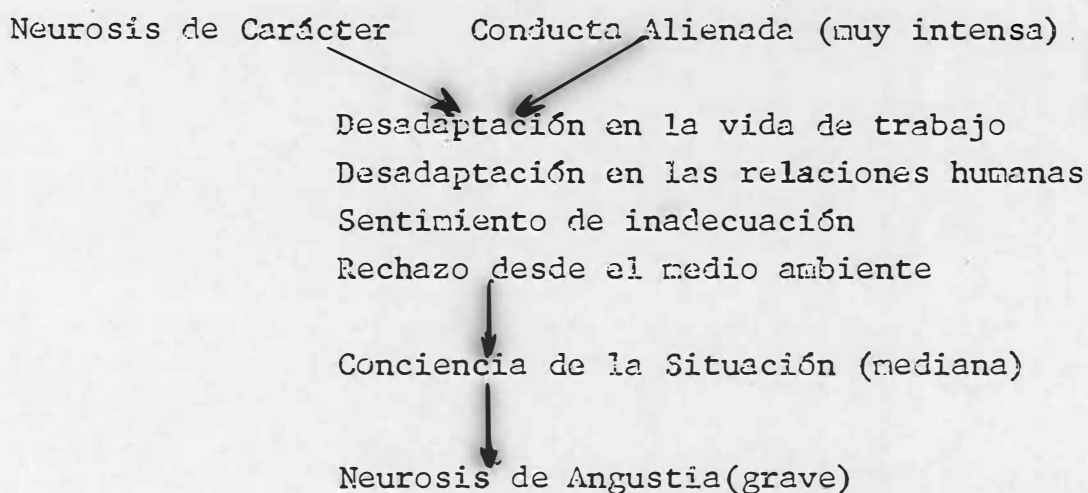 Neurosis de Carácter Conducta Alienada (muy intensa)
Desadaptación en la vida de trabajo
Desadaptación en las relaciones humanas
Sentimiento de inadecuación
Rechazo desde el medio ambiente
Conciencia de la Situación (mediana)
Neurosis de Angustia(grave)